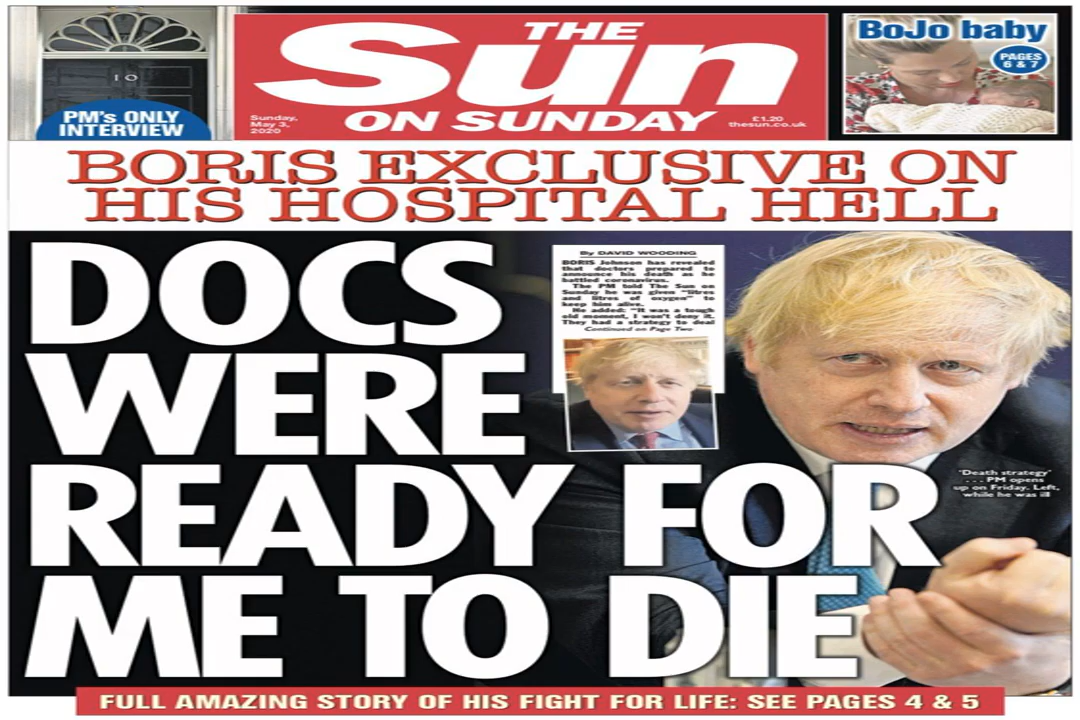 10
PM's ONLY
INTERVIEW
THE
Sun
ON SUNDAY
Sunday,
May 3,
2020
£1.20
thesun.co.uk
BoJo baby
PAGES
6 & 7
BORIS EXCLUSIVE ON
HIS HOSPITAL HELL
DOCS
WERE
READY FOR
ME TO DIE
By DAVID WOODING
BORIS Johnson has revealed
that doctors prepared to
announce his death as he
battled coronavirus.
The PM told The Sun on
Sunday he was given "litres
and litres of oxygen" to
keep him alive.
He added: "It was a tough
old moment, I won't deny it.
They had a strategy to deal
Continued on Page Two
'Death strategy'
. . . PM opens
up on Friday. Left,
while he was ill
FULL AMAZING STORY OF HIS FIGHT FOR LIFE: SEE PAGES 4 & 5